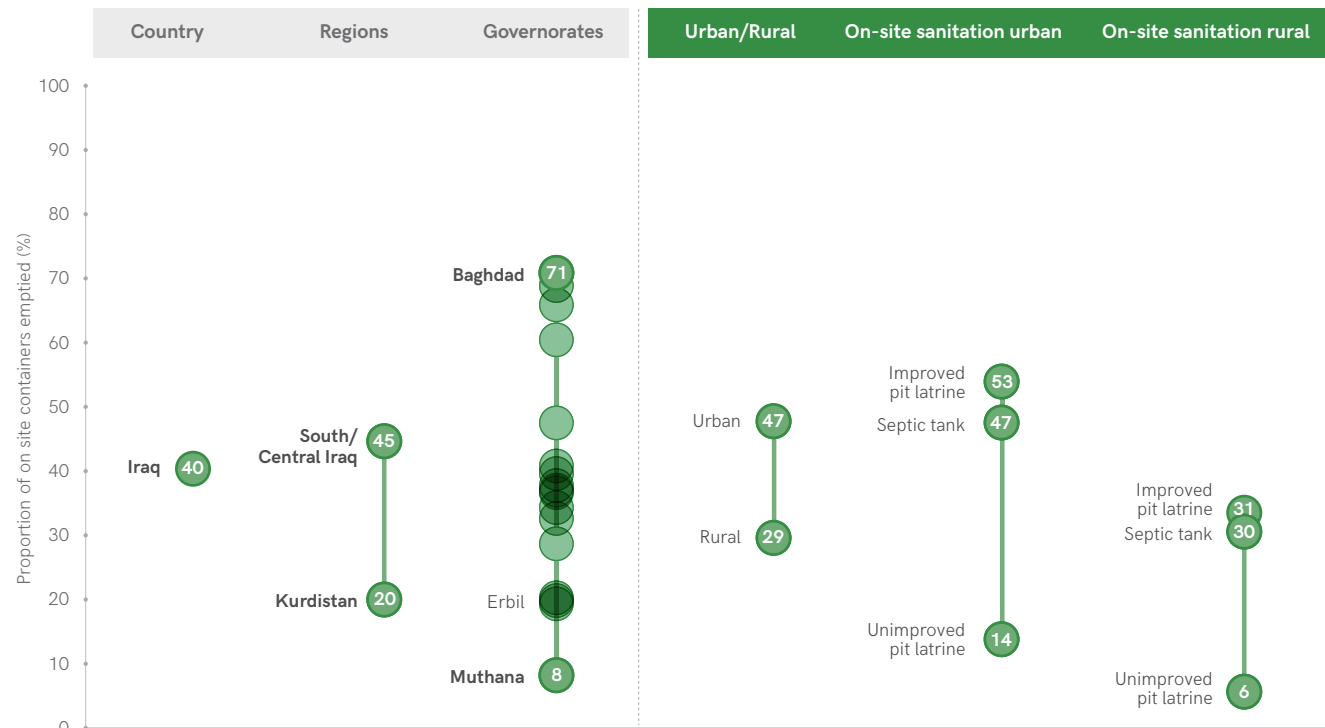 Country
Regions
Governorates
Urban/Rural
On-site sanitation urban
On-site sanitation rural
Proportion of on site containers emptied (%)
100
90
80
70
60
50
40
30
20
10
0
Iraq
40
South/
Central Iraq
45
Kurdistan
20
Baghdad
71
Erbil
Muthana
8
Urban
47
Rural
29
Improved
pit latrine
53
Septic tank
47
Unimproved
pit latrine
14
Improved
pit latrine
31
Septic tank
30
Unimproved
pit latrine
6